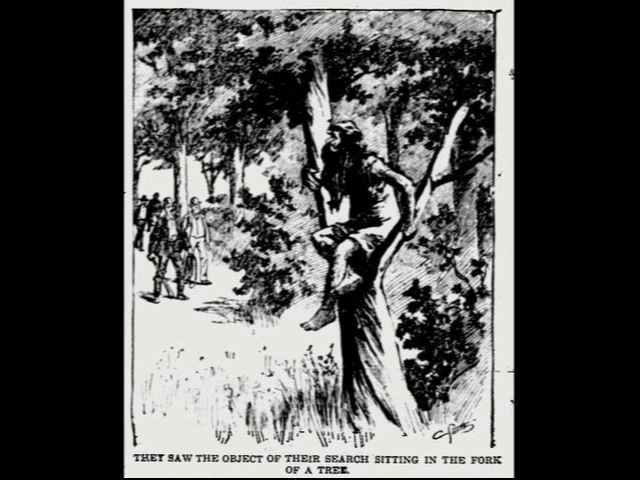 THEY SAW THE OBJECT OF THEIR SEARCH SITTING IN THE FORK
OF A TREE.